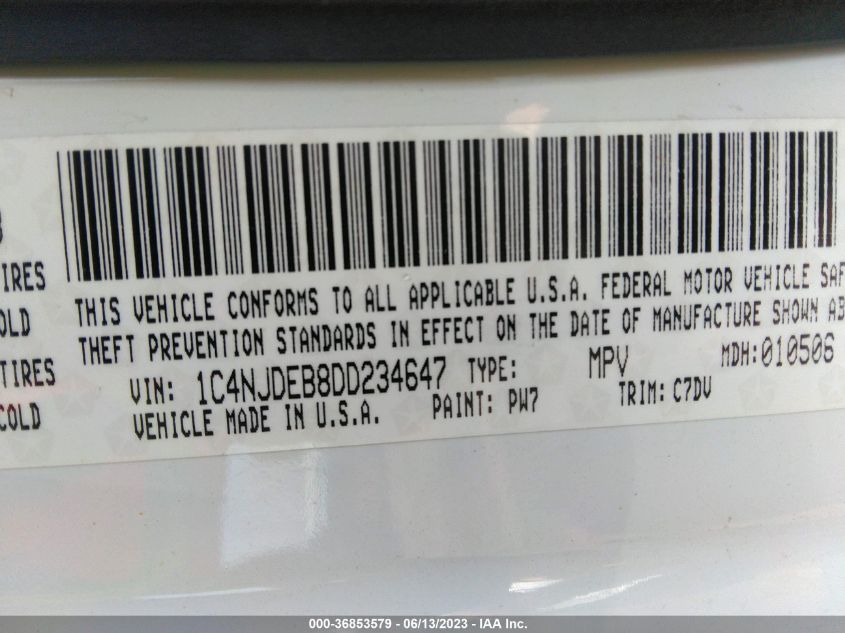 TIRES
COLD
TIRES
COLD
THIS VEHICLE CONFORMS TO ALL APPLICABLE U.S.A. FEDERAL MOTOR VEHICLE SAF
THEFT PREVENTION STANDARDS IN EFFECT ON THE DATE OF MANUFACTURE SHOWN AB
VIN: 1C4NJDEB8DD234647 TYPE: MPV MDH:010506
VEHICLE MADE IN U.S.A. PAINT: PW7 TRIM: C7DV
000-36853579 - 06/13/2023 - IAA Inc.